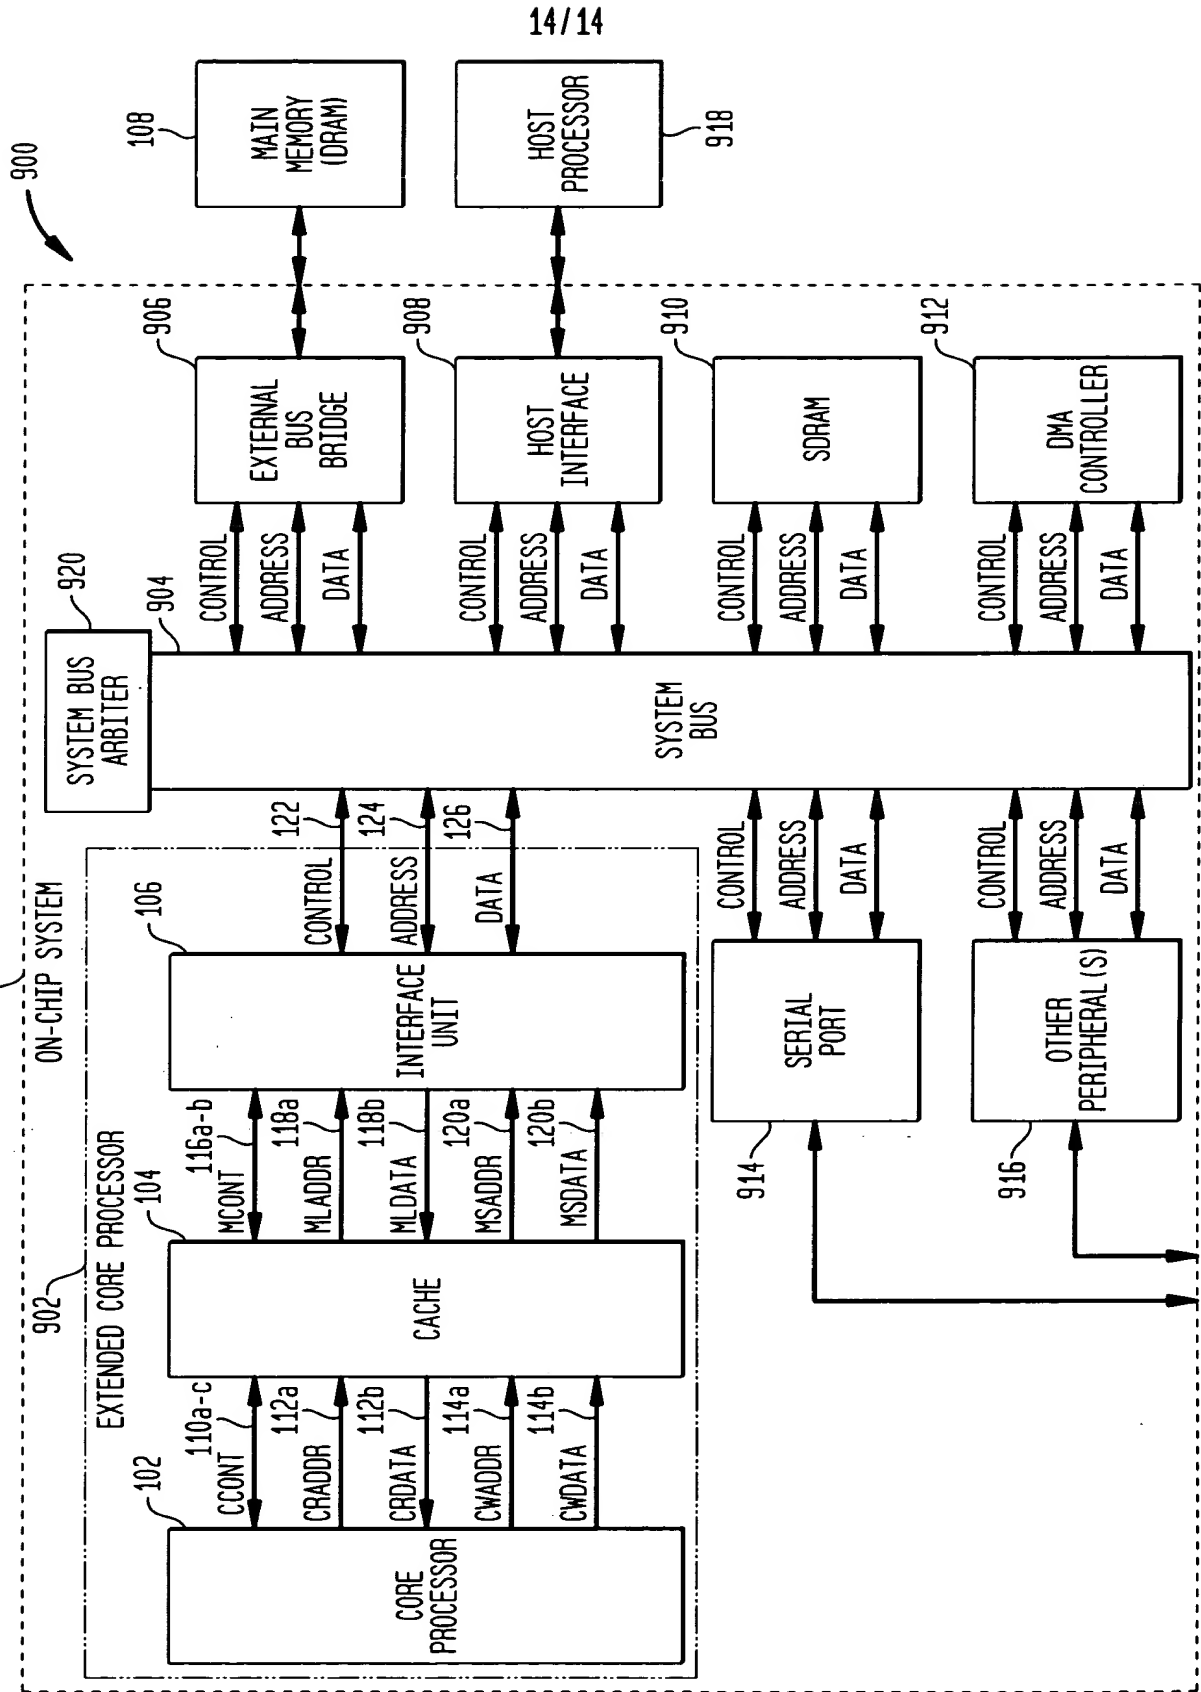 14/14
900
ON-CHIP SYSTEM
902
EXTENDED CORE PROCESSOR
102
CORE
PROCESSOR
CCONT
110a-c
CRADDR
112a
CRDATA
112b
CWADDR
114a
CWDATA
114b
104
CACHE
MCONT
116a-b
MLADDR
118a
MLDATA
118b
MSADDR
120a
MSDATA
120b
106
INTERFACE
UNIT
CONTROL
122
ADDRESS
124
DATA
126
920
SYSTEM BUS
ARBITER
904
SYSTEM
BUS
CONTROL
ADDRESS
DATA
906
EXTERNAL
BUS
BRIDGE
108
MAIN
MEMORY
(DRAM)
CONTROL
ADDRESS
DATA
908
HOST
INTERFACE
HOST
PROCESSOR
918
CONTROL
ADDRESS
DATA
910
SDRAM
CONTROL
ADDRESS
DATA
912
DMA
CONTROLLER
914
SERIAL
PORT
CONTROL
ADDRESS
DATA
916
OTHER
PERIPHERAL(S)
CONTROL
ADDRESS
DATA